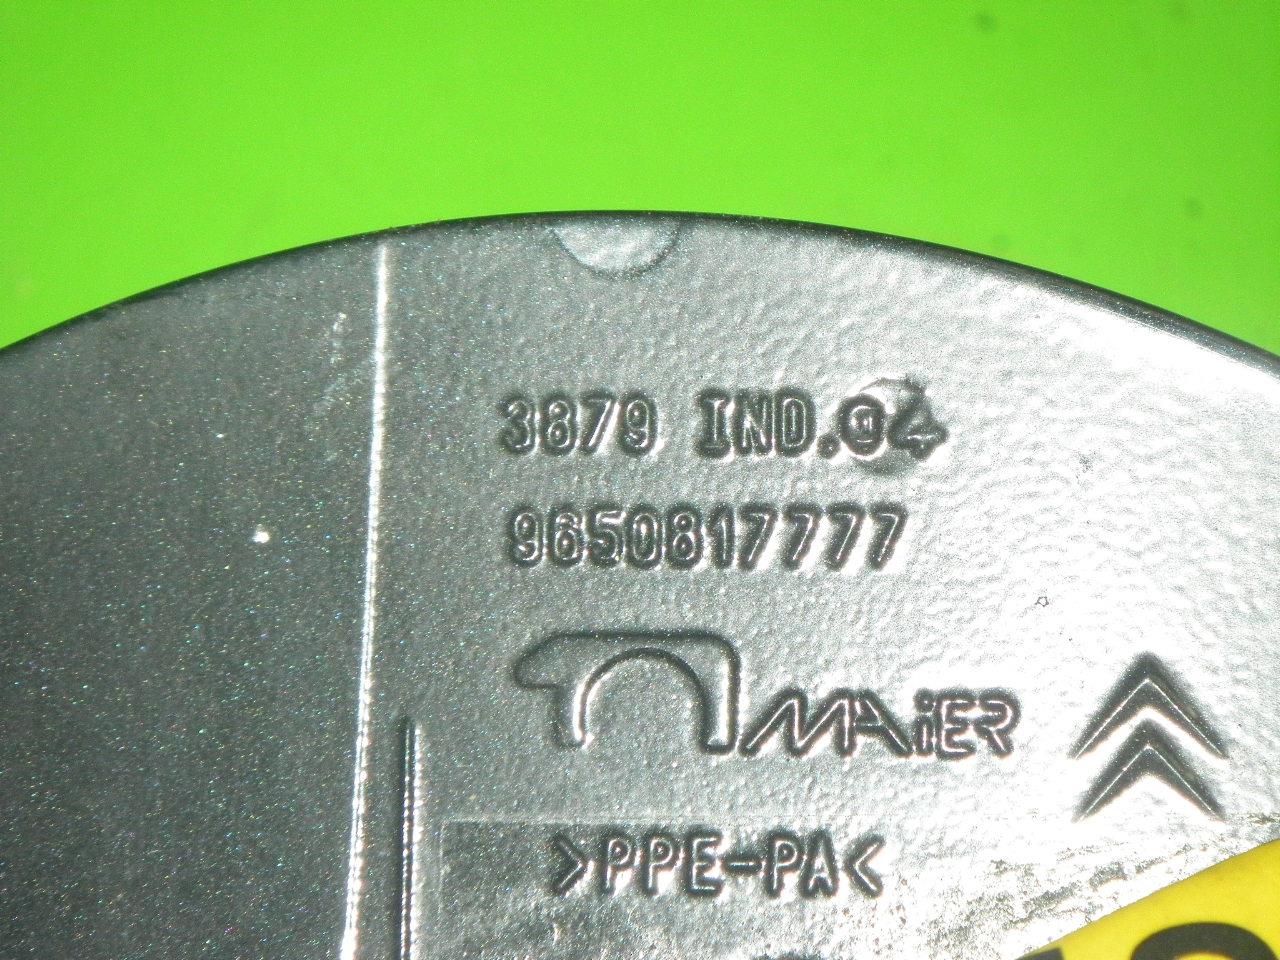 3879 IND.04
9650817777
MAiER
>PPE-PA<